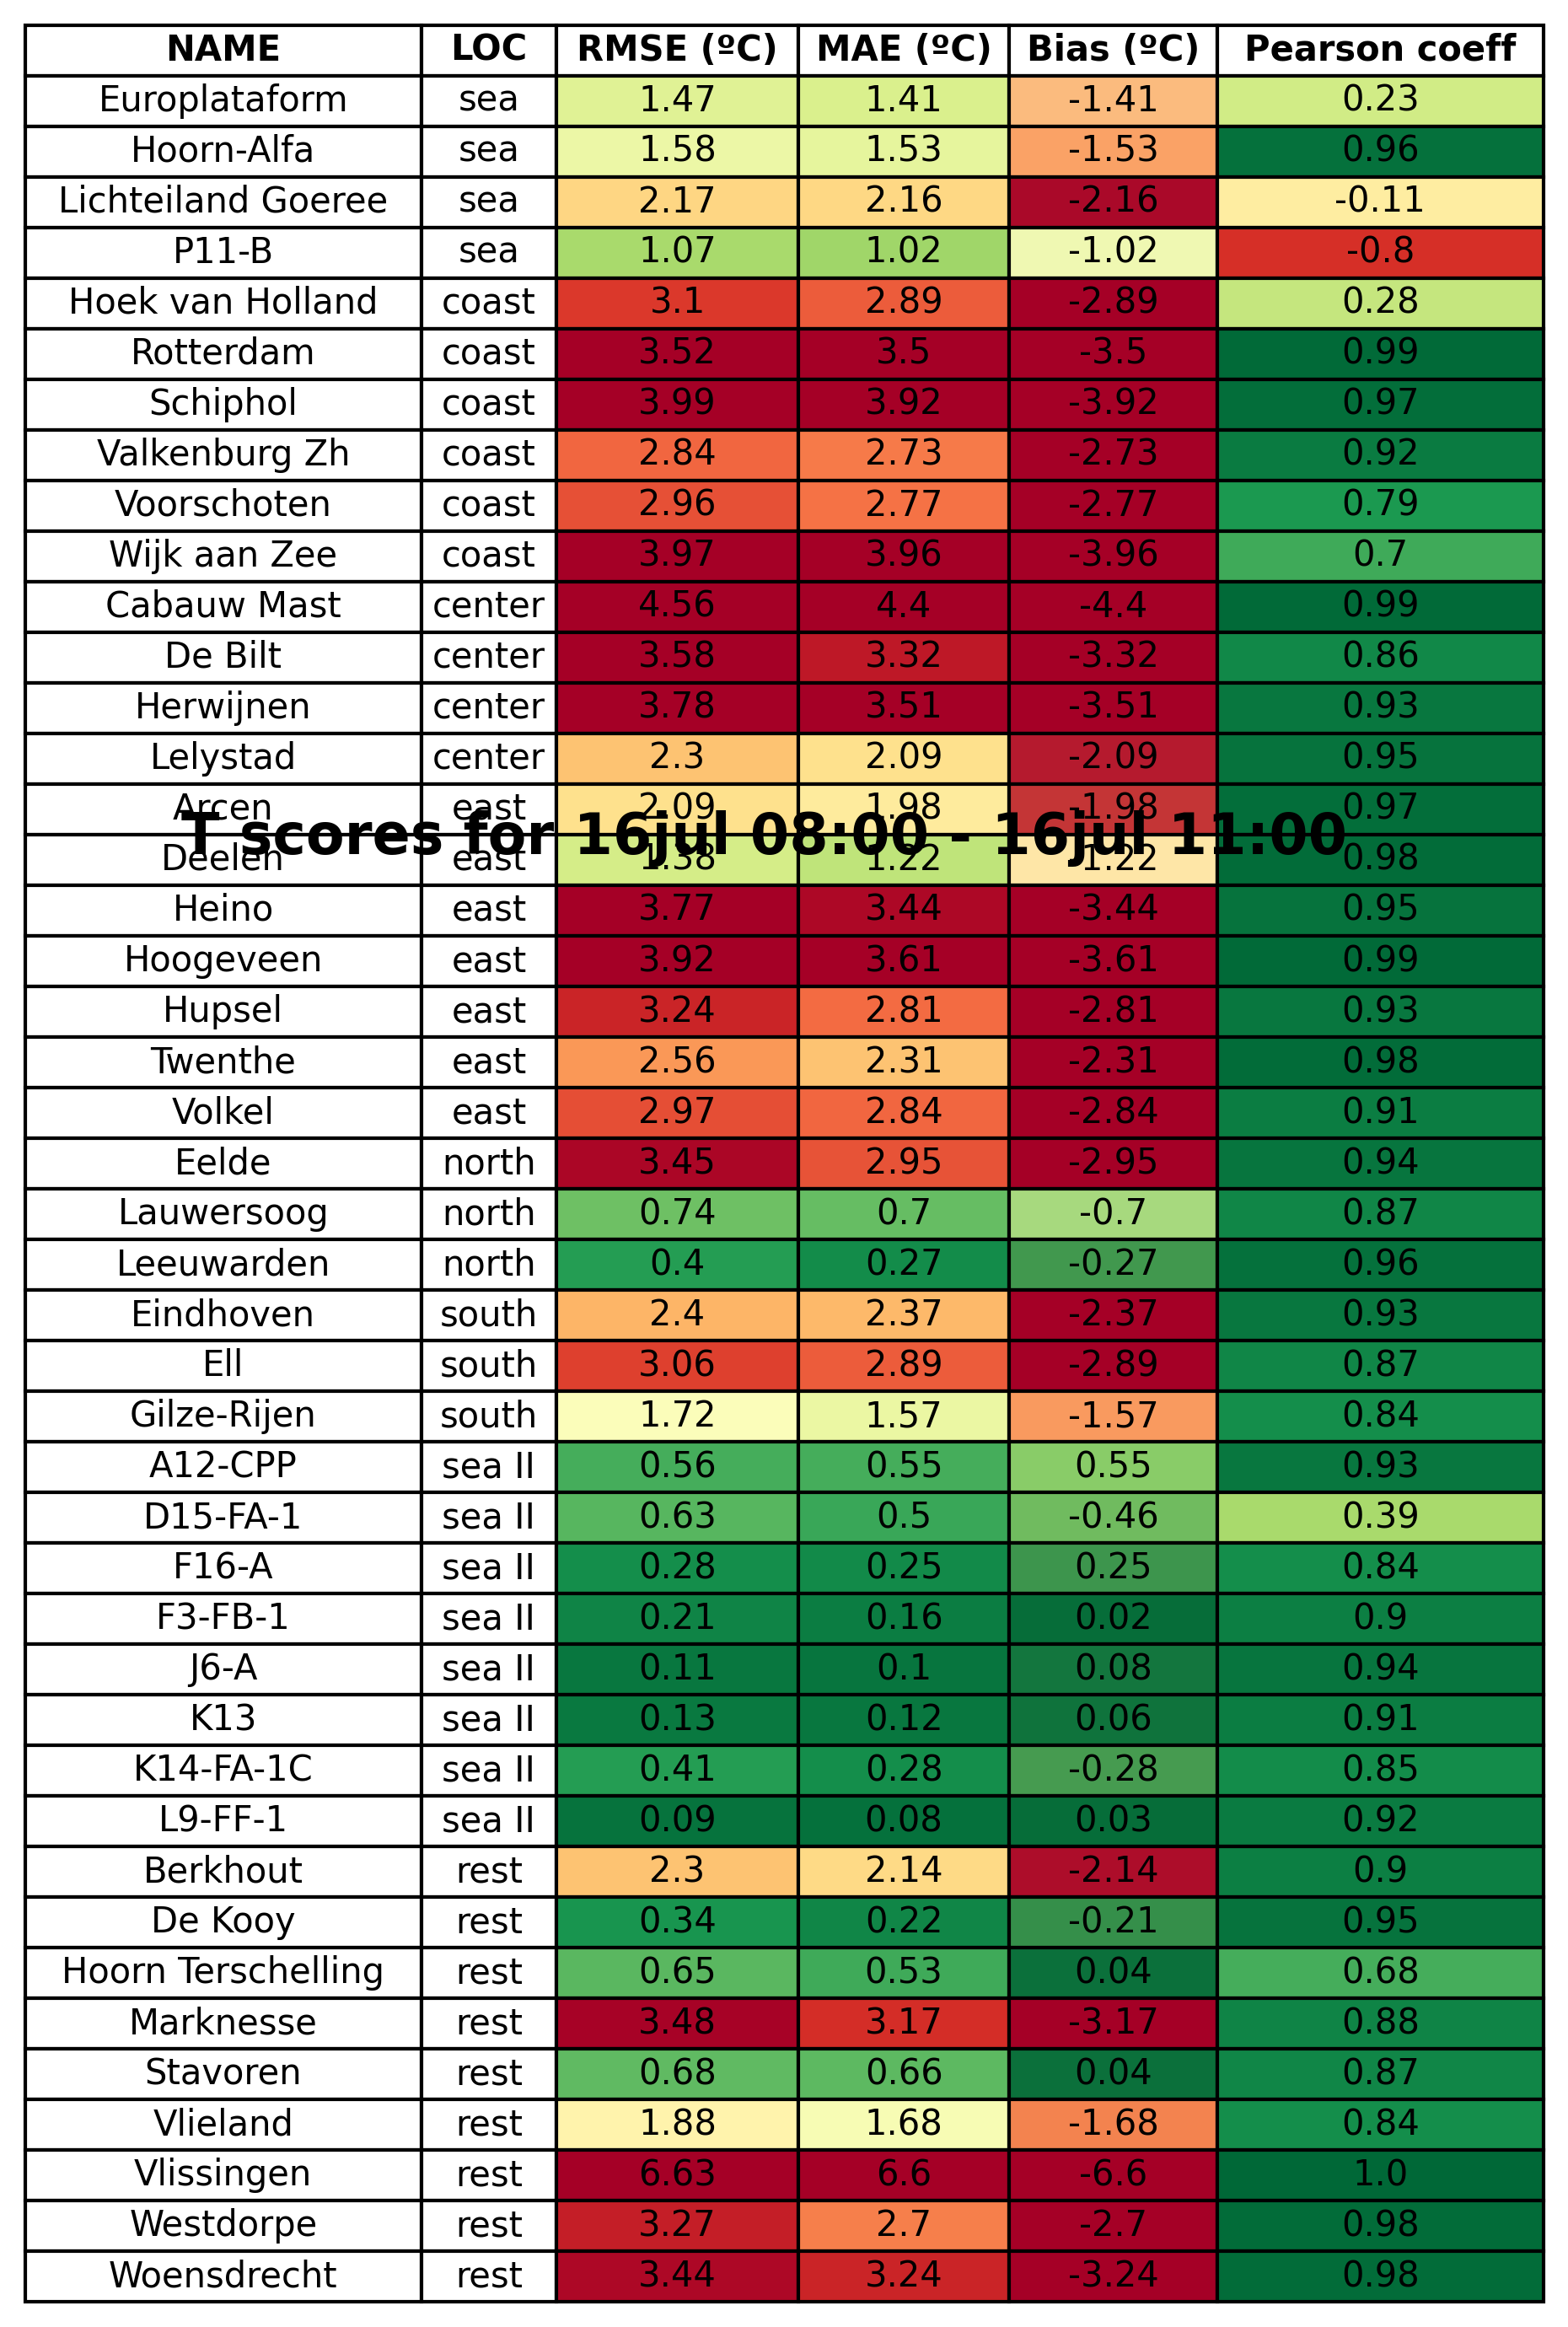 NAME LOC RMSE (ºC) MAE (ºC) Bias (ºC) Pearson coeff
Europlataform sea 1.47 1.41 -1.41 0.23
Hoorn-Alfa sea 1.58 1.53 -1.53 0.96
Lichteiland Goeree sea 2.17 2.16 -2.16 -0.11
P11-B sea 1.07 1.02 -1.02 -0.8
Hoek van Holland coast 3.1 2.89 -2.89 0.28
Rotterdam coast 3.52 3.5 -3.5 0.99
Schiphol coast 3.99 3.92 -3.92 0.97
Valkenburg Zh coast 2.84 2.73 -2.73 0.92
Voorschoten coast 2.96 2.77 -2.77 0.79
Wijk aan Zee coast 3.97 3.96 -3.96 0.7
Cabauw Mast center 4.56 4.4 -4.4 0.99
De Bilt center 3.58 3.32 -3.32 0.86
Herwijnen center 3.78 3.51 -3.51 0.93
Lelystad center 2.3 2.09 -2.09 0.95
Arcen east 2.09 1.98 -1.98 0.97
T scores for 16jul 08:00 - 16jul 11:00
Deelen east 1.38 1.22 -1.22 0.98
Heino east 3.77 3.44 -3.44 0.95
Hoogeveen east 3.92 3.61 -3.61 0.99
Hupsel east 3.24 2.81 -2.81 0.93
Twenthe east 2.56 2.31 -2.31 0.98
Volkel east 2.97 2.84 -2.84 0.91
Eelde north 3.45 2.95 -2.95 0.94
Lauwersoog north 0.74 0.7 -0.7 0.87
Leeuwarden north 0.4 0.27 -0.27 0.96
Eindhoven south 2.4 2.37 -2.37 0.93
Ell south 3.06 2.89 -2.89 0.87
Gilze-Rijen south 1.72 1.57 -1.57 0.84
A12-CPP sea II 0.56 0.55 0.55 0.93
D15-FA-1 sea II 0.63 0.5 -0.46 0.39
F16-A sea II 0.28 0.25 0.25 0.84
F3-FB-1 sea II 0.21 0.16 0.02 0.9
J6-A sea II 0.11 0.1 0.08 0.94
K13 sea II 0.13 0.12 0.06 0.91
K14-FA-1C sea II 0.41 0.28 -0.28 0.85
L9-FF-1 sea II 0.09 0.08 0.03 0.92
Berkhout rest 2.3 2.14 -2.14 0.9
De Kooy rest 0.34 0.22 -0.21 0.95
Hoorn Terschelling rest 0.65 0.53 0.04 0.68
Marknesse rest 3.48 3.17 -3.17 0.88
Stavoren rest 0.68 0.66 0.04 0.87
Vlieland rest 1.88 1.68 -1.68 0.84
Vlissingen rest 6.63 6.6 -6.6 1.0
Westdorpe rest 3.27 2.7 -2.7 0.98
Woensdrecht rest 3.44 3.24 -3.24 0.98